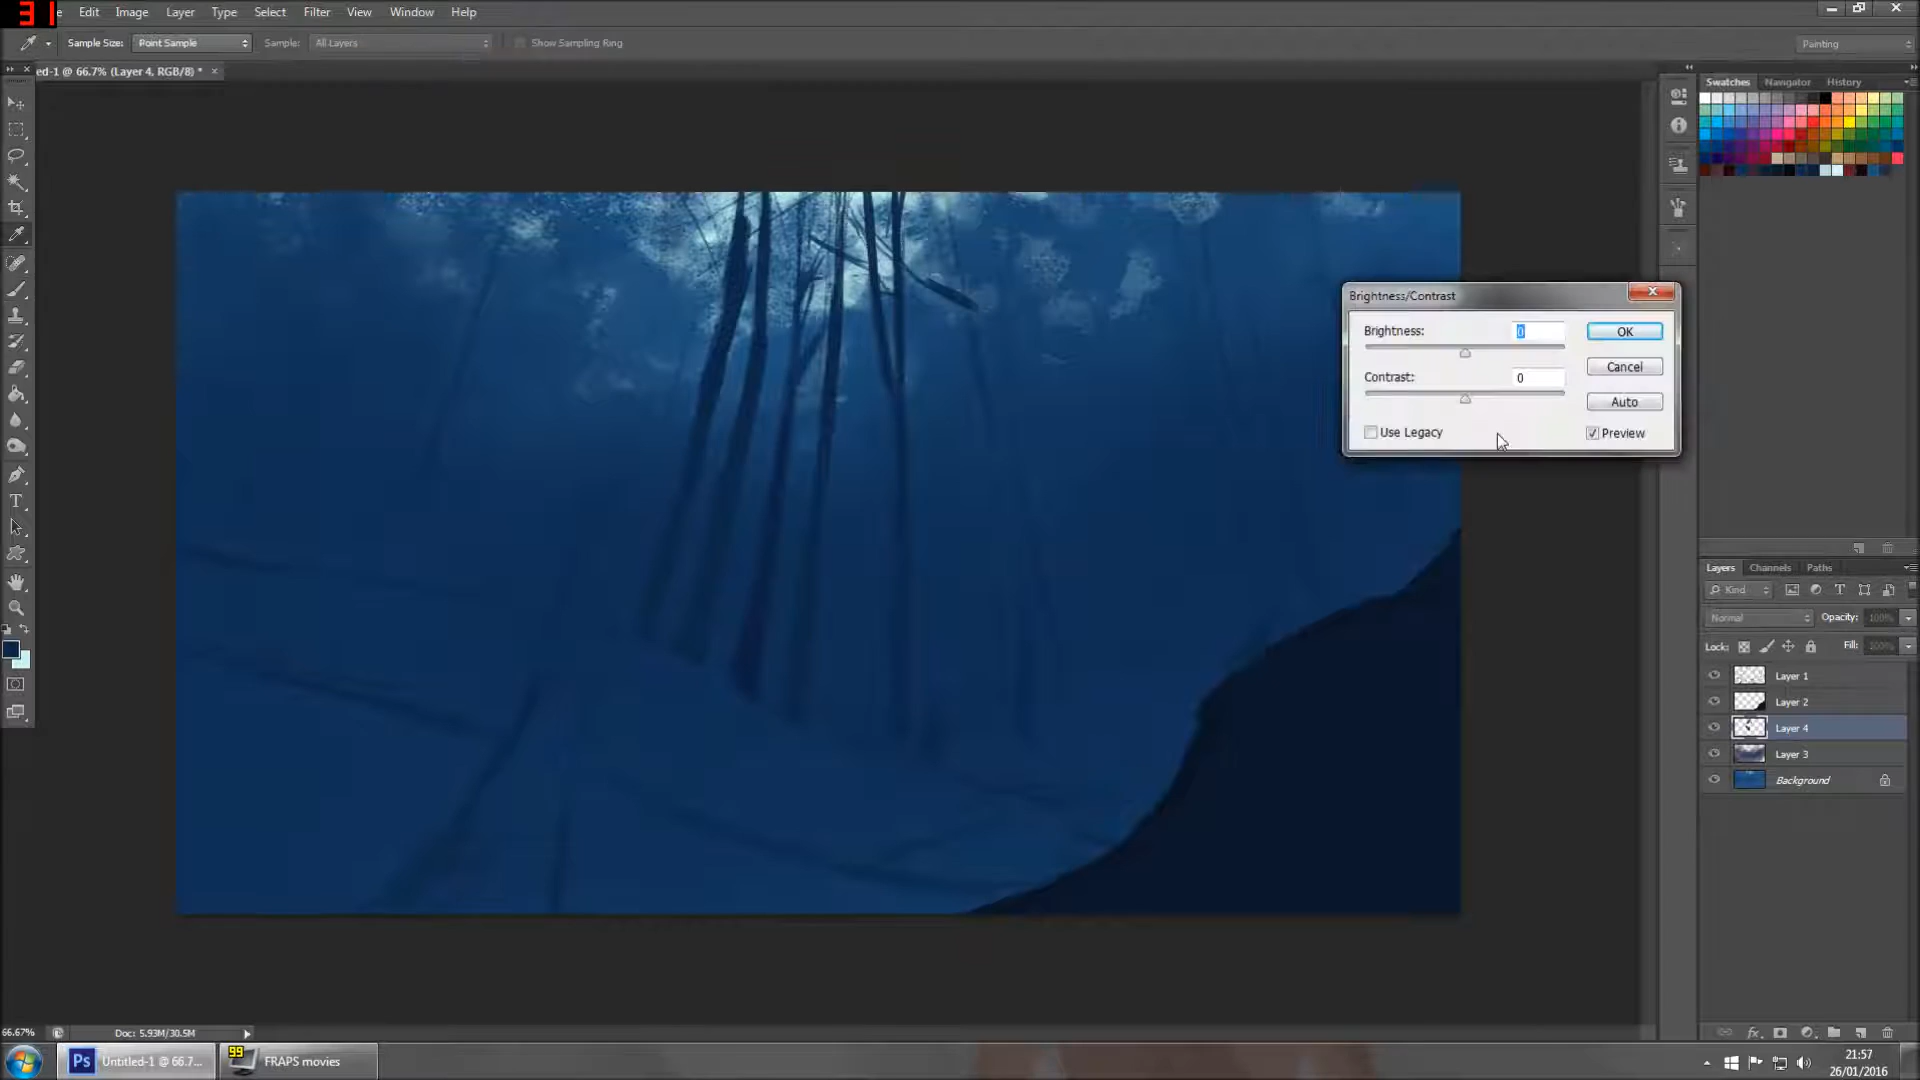 31
e Edit Image Layer Type Select Filter View Window Help
Sample Size: Point Sample Sample: All Layers Show Sampling Ring Painting
ed-1 @ 66.7% (Layer 4, RGB/8) * ×
Swatches Navigator History
Brightness/Contrast
Brightness: 0 OK
Cancel
Contrast: 0
Auto
Use Legacy Preview
Layers Channels Paths
Kind
Normal Opacity: 100%
Lock: Fill: 100%
Layer 1
Layer 2
Layer 4
Layer 3
Background
66.67% Doc: 5.93M/30.5M
Ps Untitled-1 @ 66.7... 99 FRAPS movies
21:57
26/01/2016